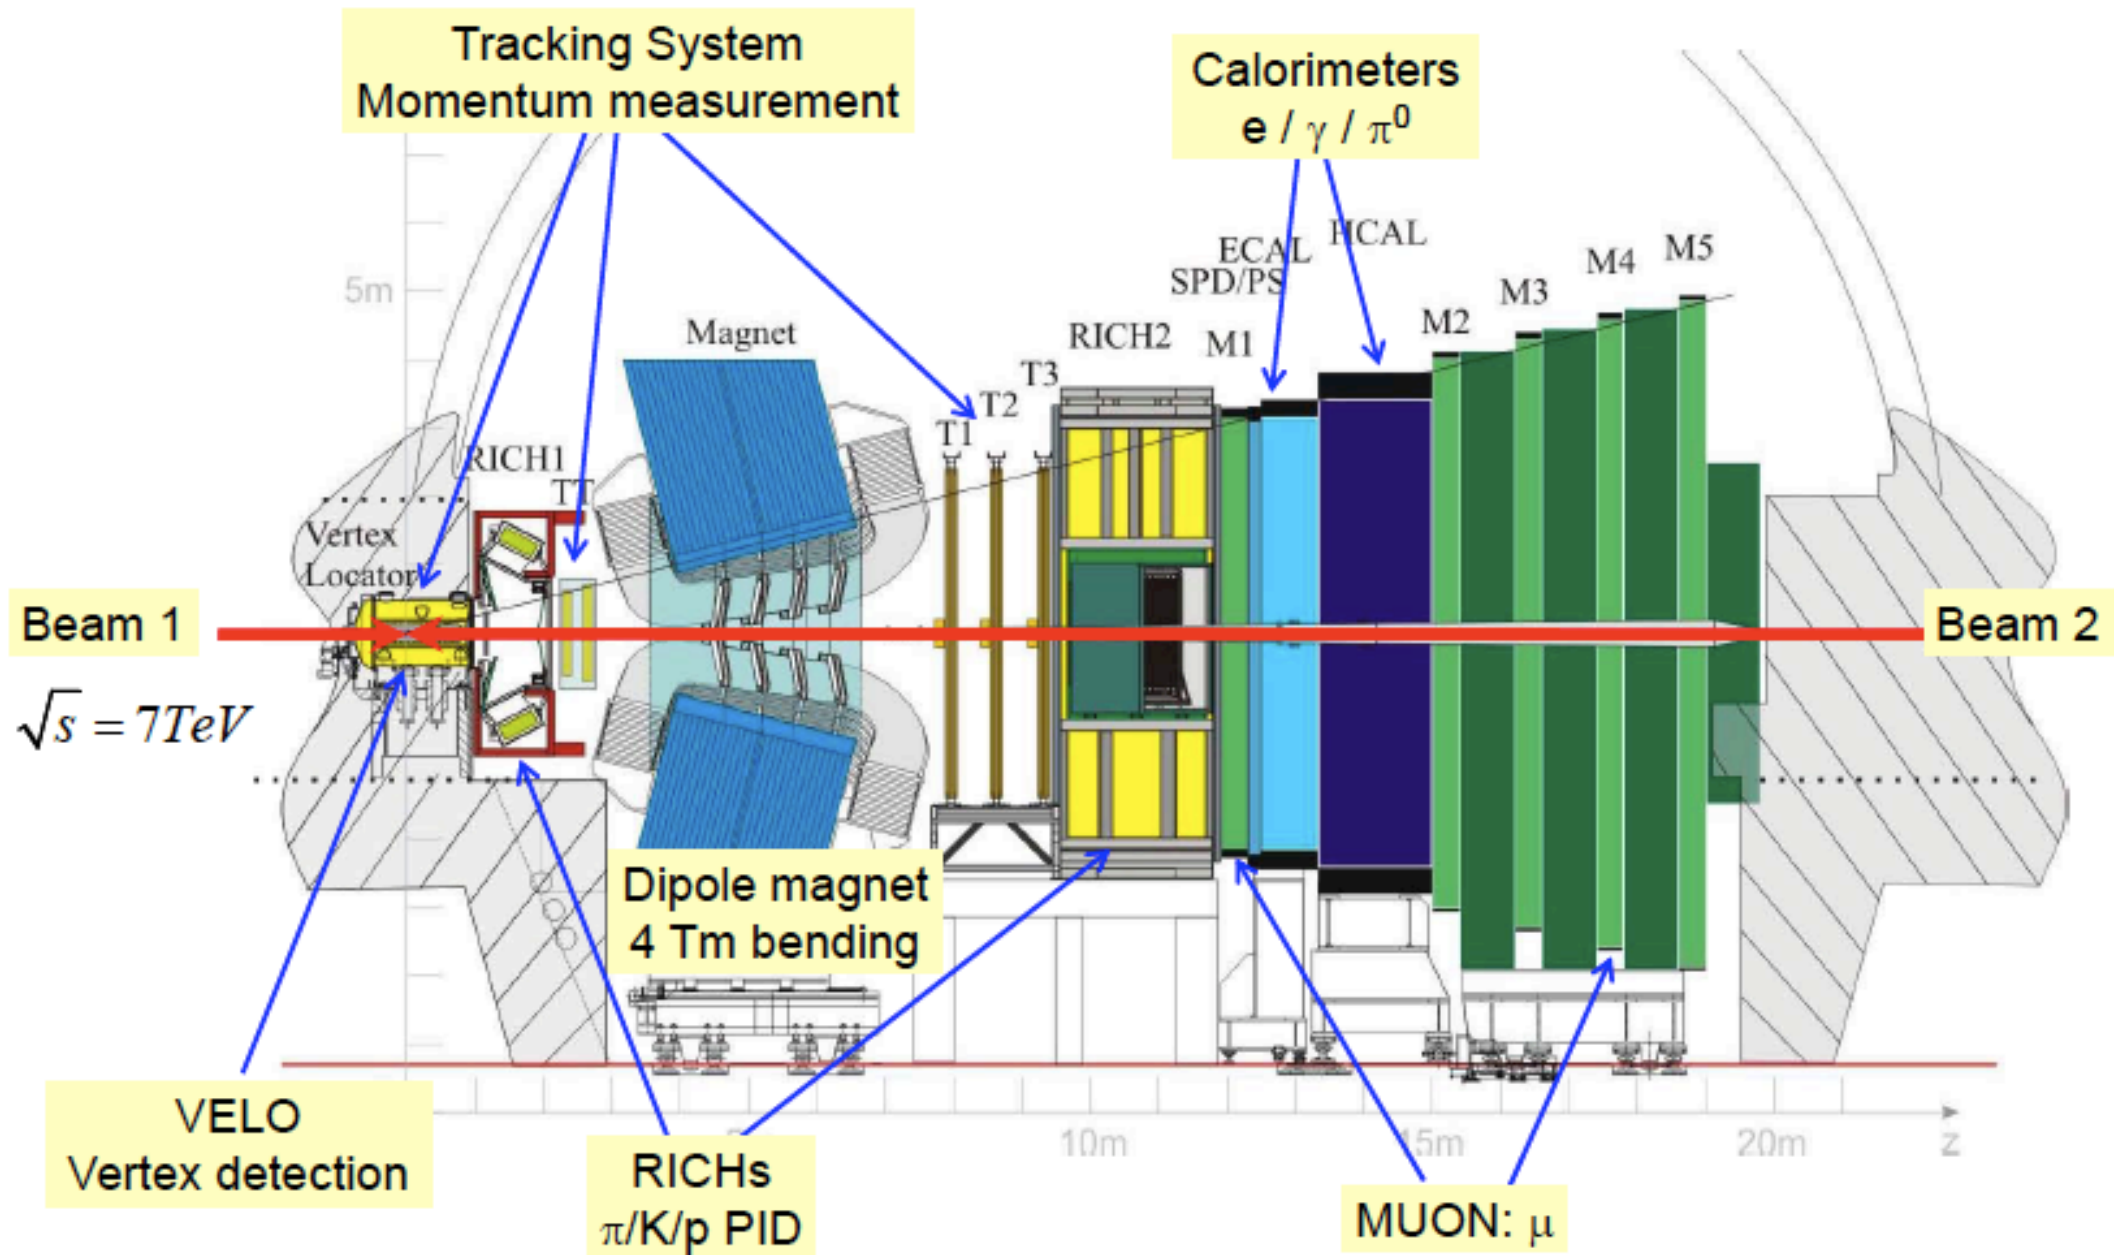 Tracking System
Momentum measurement
Calorimeters
e / γ / π⁰
HCAL
ECAL
SPD/PS
M5
M4
M3
M2
M1
5m
Magnet
RICH2
T3
T2
T1
RICH1
TT
Vertex
Locator
Beam 1
Beam 2
√s = 7TeV
Dipole magnet
4 Tm bending
VELO
Vertex detection
RICHs
π/K/p PID
10m
15m
20m
z
MUON: μ